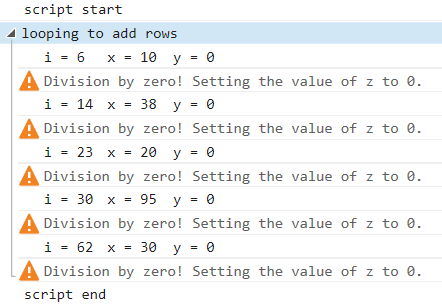 script start
looping to add rows
i = 6 x = 10 y = 0
Division by zero! Setting the value of z to 0.
i = 14 x = 38 y = 0
Division by zero! Setting the value of z to 0.
i = 23 x = 20 y = 0
Division by zero! Setting the value of z to 0.
i = 30 x = 95 y = 0
Division by zero! Setting the value of z to 0.
i = 62 x = 30 y = 0
Division by zero! Setting the value of z to 0.
script end